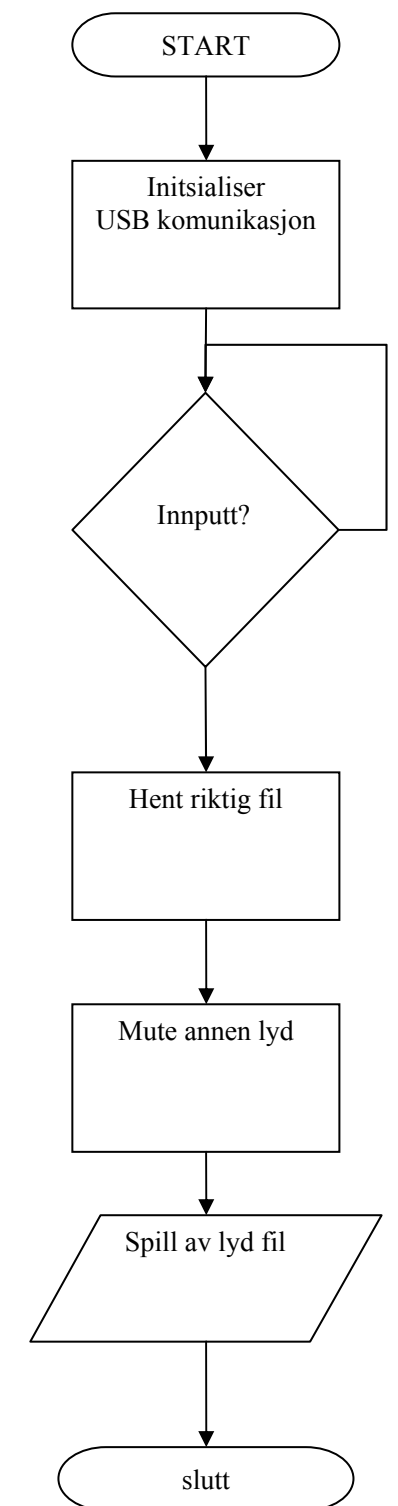 START
Initsialiser
USB komunikasjon
Innputt?
Hent riktig fil
Mute annen lyd
Spill av lyd fil
slutt